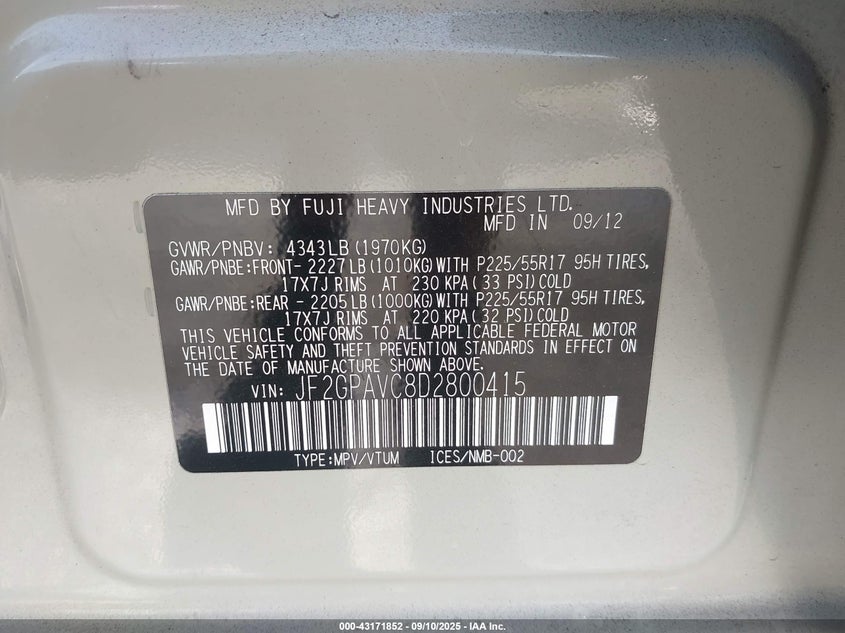 MFD BY FUJI HEAVY INDUSTRIES LTD.
MFD IN 09/12
GVWR/PNBV: 4343LB(1970KG)
GAWR/PNBE:FRONT- 2227LB(1010KG)WITH P225/55R17 95H TIRES,
17X7J RIMS AT 230 KPA(33 PSI)COLD
GAWR/PNBE:REAR - 2205LB(1000KG)WITH P225/55R17 95H TIRES,
17X7J RIMS AT 220 KPA(32 PSI)COLD
THIS VEHICLE CONFORMS TO ALL APPLICABLE FEDERAL MOTOR
VEHICLE SAFETY AND THEFT PREVENTION STANDARDS IN EFFECT ON
THE DATE OF MANUFACTURE SHOWN ABOVE.
VIN: JF2GPAVC8D2800415
TYPE:MPV/VTUM ICES/NMB-002
000-43171852 - 09/10/2025 - IAA Inc.